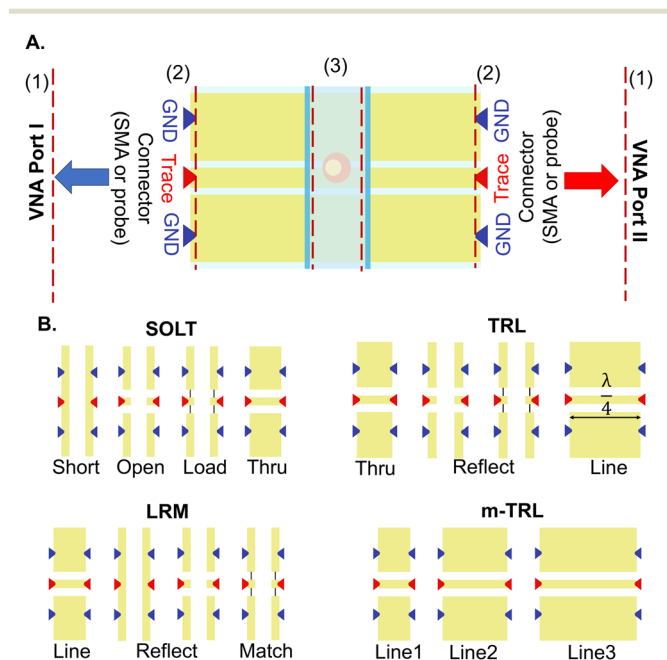 A.
(1)
(2)
(3)
(2)
(1)
VNA Port I
Connector
(SMA or probe)
GND
Trace
GND
GND
Trace
GND
Connector
(SMA or probe)
VNA Port II
B.
SOLT
Short
Open
Load
Thru
TRL
λ
4
Thru
Reflect
Line
LRM
Line
Reflect
Match
m-TRL
Line1
Line2
Line3